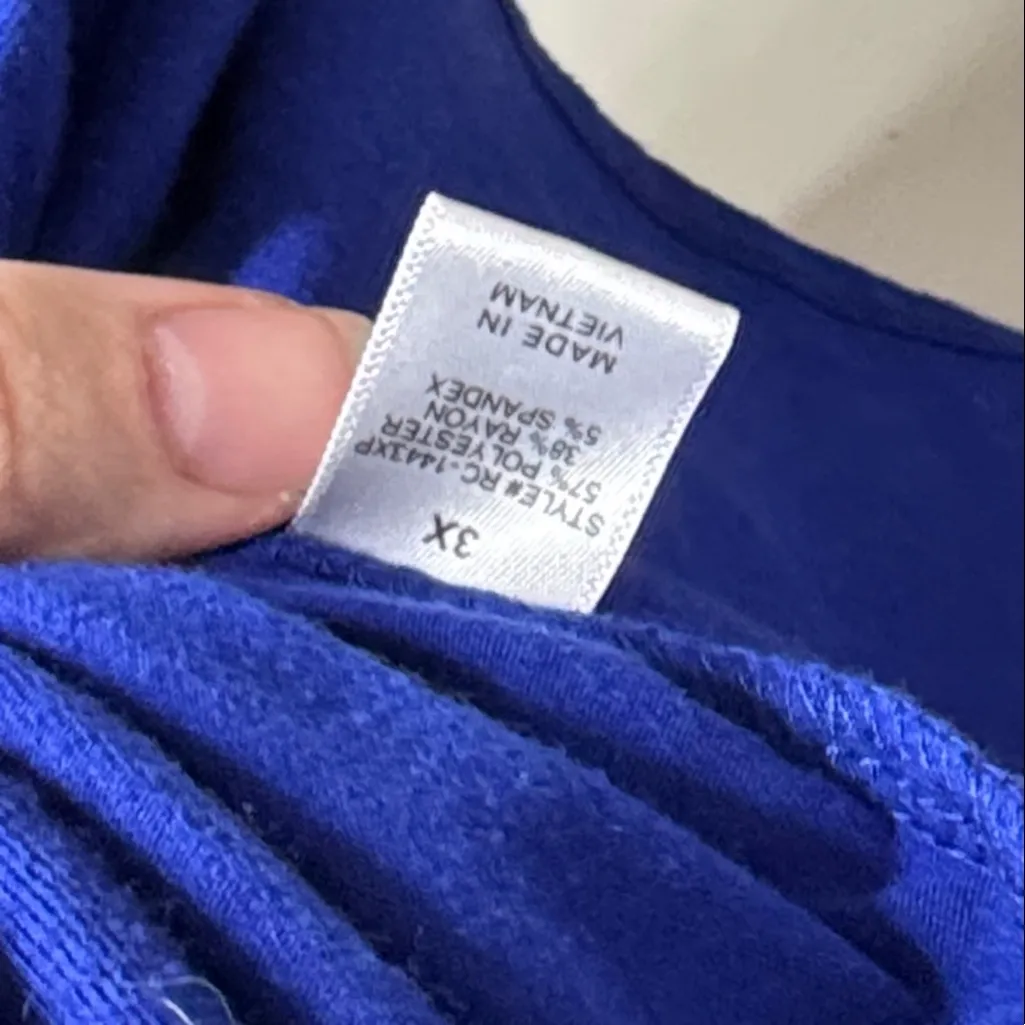 3X
STYLE# RC-1443XP
57% POLYESTER
38% RAYON
5% SPANDEX
MADE IN
VIETNAM